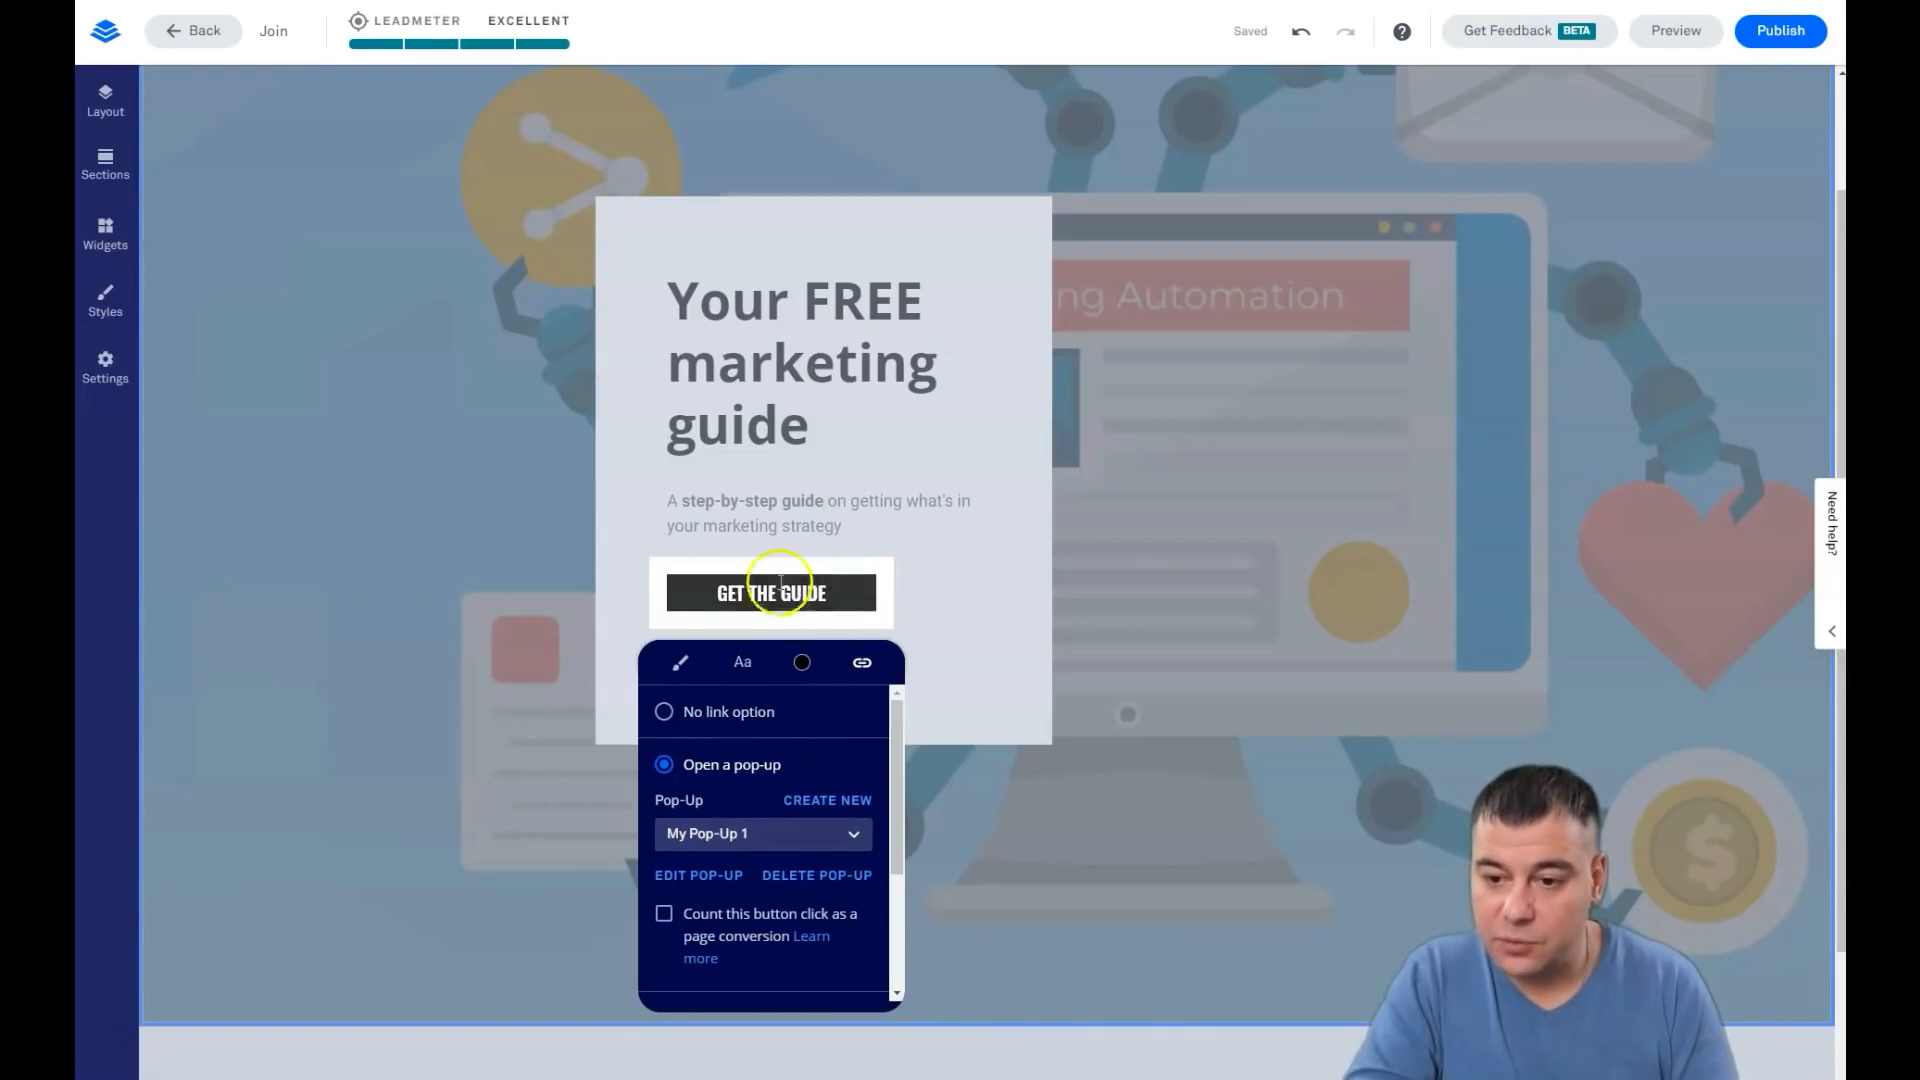 Back
Join
LEADMETER EXCELLENT
Saved
?
Get Feedback BETA
Preview
Publish
Layout
Sections
Widgets
Styles
Settings
ng Automation
Your FREE
marketing
guide
A step-by-step guide on getting what's in
your marketing strategy
GET THE GUIDE
Aa
No link option
Open a pop-up
Pop-Up CREATE NEW
My Pop-Up 1
EDIT POP-UP DELETE POP-UP
Count this button click as a
page conversion Learn
more
Need help?
$